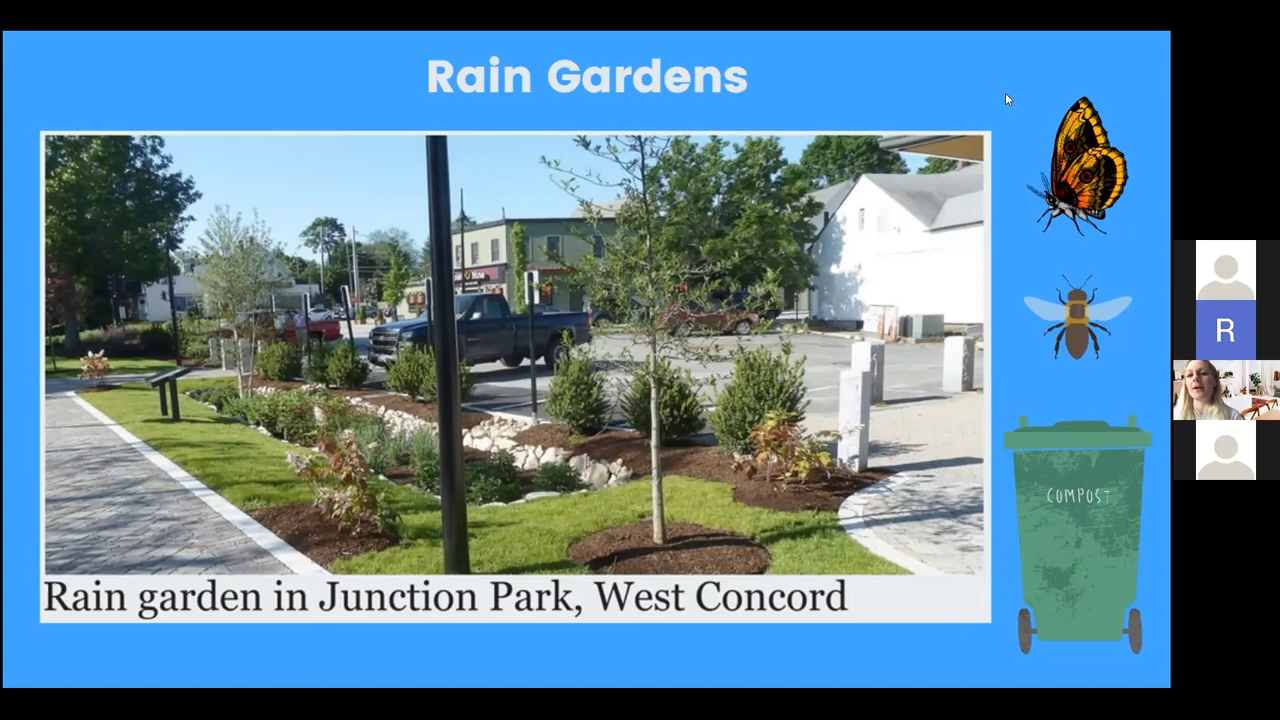 Rain Gardens
Rain garden in Junction Park, West Concord
COMPOST
R